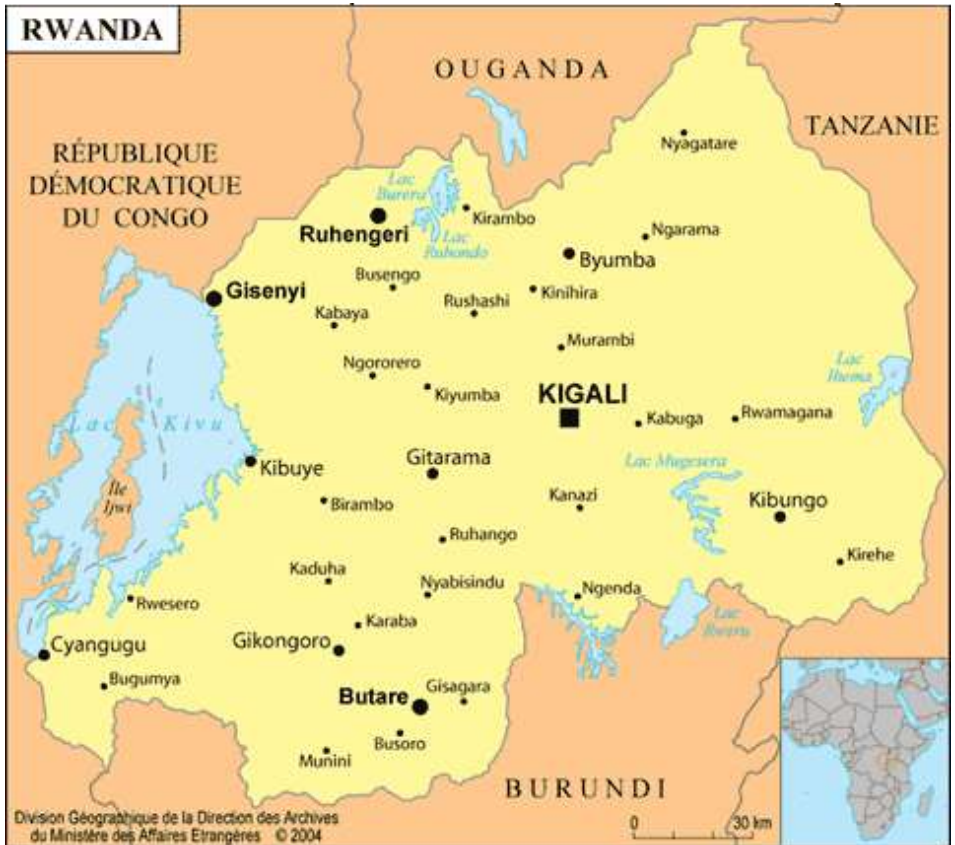 RWANDA
OUGANDA
TANZANIE
RÉPUBLIQUE
DÉMOCRATIQUE
DU CONGO
Nyagatare
Lac
Burera
Kirambo
Ruhengeri
Lac
Ruhondo
Ngarama
Byumba
Busengo
Gisenyi
Kinihira
Rushashi
Kabaya
Murambi
Ngororero
Kiyumba
Lac
Ihema
KIGALI
Kabuga
Rwamagana
Lac Kivu
Kibuye
Gitarama
Lac Mugesera
Île
Ijwi
Birambo
Kanazi
Kibungo
Ruhango
Kirehe
Kaduha
Nyabisindu
Ngenda
Rwesero
Karaba
Lac
Rweru
Cyangugu
Gikongoro
Bugumya
Butare
Gisagara
Busoro
Munini
BURUNDI
Division Géographique de la Direction des Archives
du Ministère des Affaires Etrangères © 2004
0 30 km